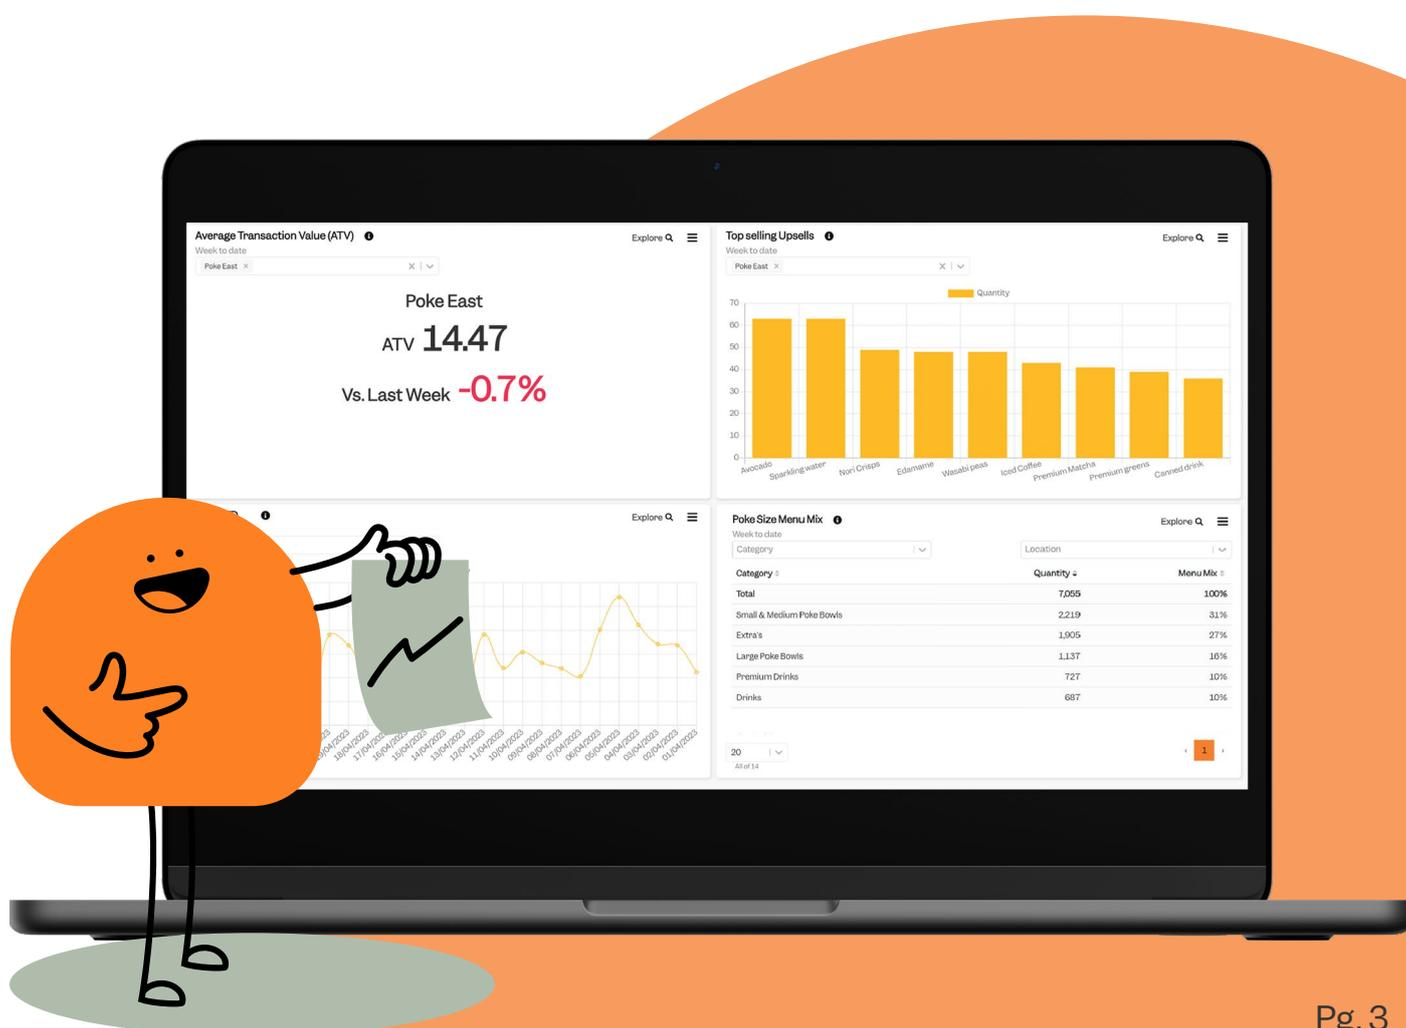 Average Transaction Value (ATV)
Explore
Week to date
Poke East ×
Poke East
ATV 14.47
Vs. Last Week -0.7%
Top selling Upsells
Explore
Week to date
Poke East ×
Quantity
70
60
50
40
30
20
10
0
Avocado
Sparkling water
Nori Crisps
Edamame
Wasabi peas
Iced Coffee
Premium Matcha
Premium greens
Canned drink
Explore
18/04/2023
15/04/2023
14/04/2023
13/04/2023
12/04/2023
11/04/2023
10/04/2023
09/04/2023
08/04/2023
07/04/2023
06/04/2023
05/04/2023
04/04/2023
03/04/2023
02/04/2023
01/04/2023
Poke Size Menu Mix
Explore
Week to date
Category
Location
Category Quantity Menu Mix
Total 7,055 100%
Small & Medium Poke Bowls 2,219 31%
Extra's 1,905 27%
Large Poke Bowls 1,137 16%
Premium Drinks 727 10%
Drinks 687 10%
20
1
All of 14
Pg. 3